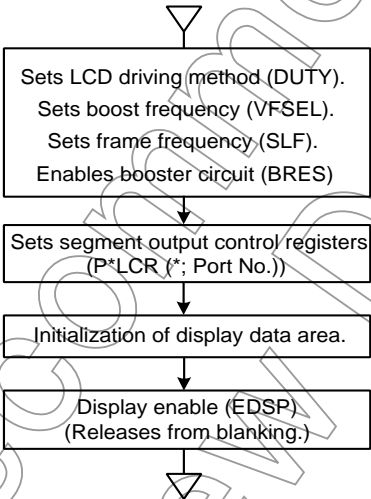 Sets LCD driving method (DUTY).
Sets boost frequency (VFSEL).
Sets frame frequency (SLF).
Enables booster circuit (BRES)
Sets segment output control registers
(P*LCR (*; Port No.))
Initialization of display data area.
Display enable (EDSP)
(Releases from blanking.)